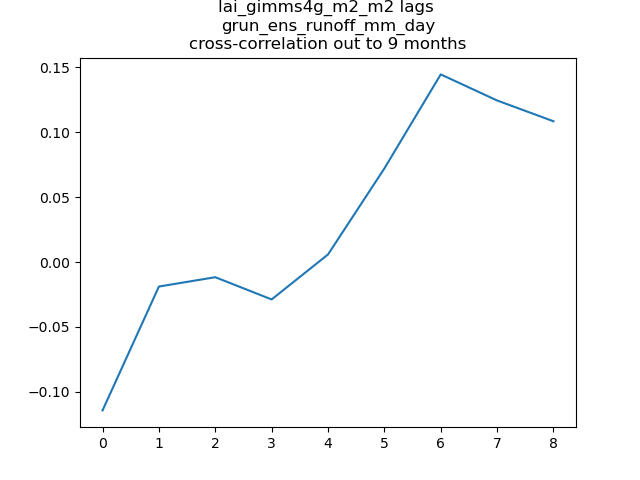 lai_gimms4g_m2_m2 lags
grun_ens_runoff_mm_day
cross-correlation out to 9 months
0.15
0.10
0.05
0.00
−0.05
−0.10
0 1 2 3 4 5 6 7 8